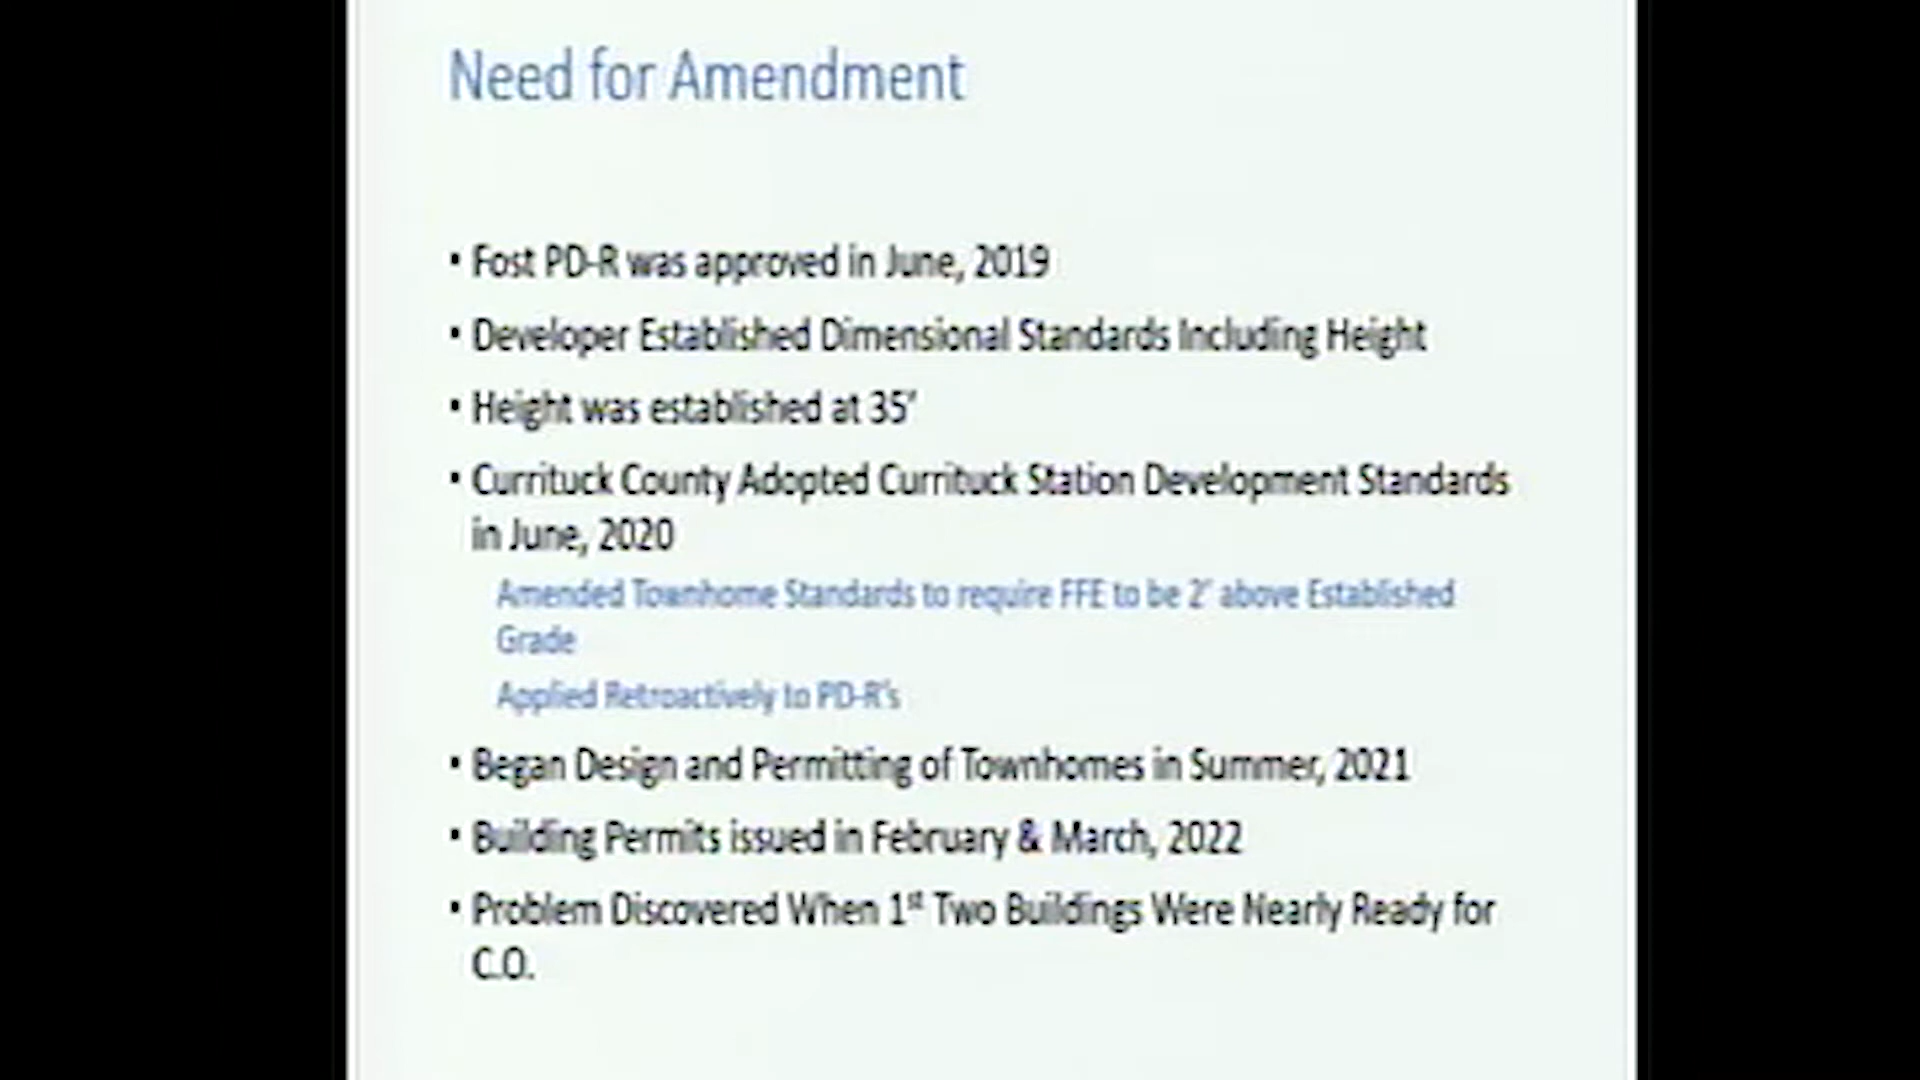 Need for Amendment
• Fost PD-R was approved in June, 2019
• Developer Established Dimensional Standards Including Height
• Height was established at 35'
• Currituck County Adopted Currituck Station Development Standards
in June, 2020
Amended Townhome Standards to require FFE to be 2' above Established
Grade
Applied Retroactively to PD-R's
• Began Design and Permitting of Townhomes in Summer, 2021
• Building Permits issued in February & March, 2022
• Problem Discovered When 1st Two Buildings Were Nearly Ready for
C.O.